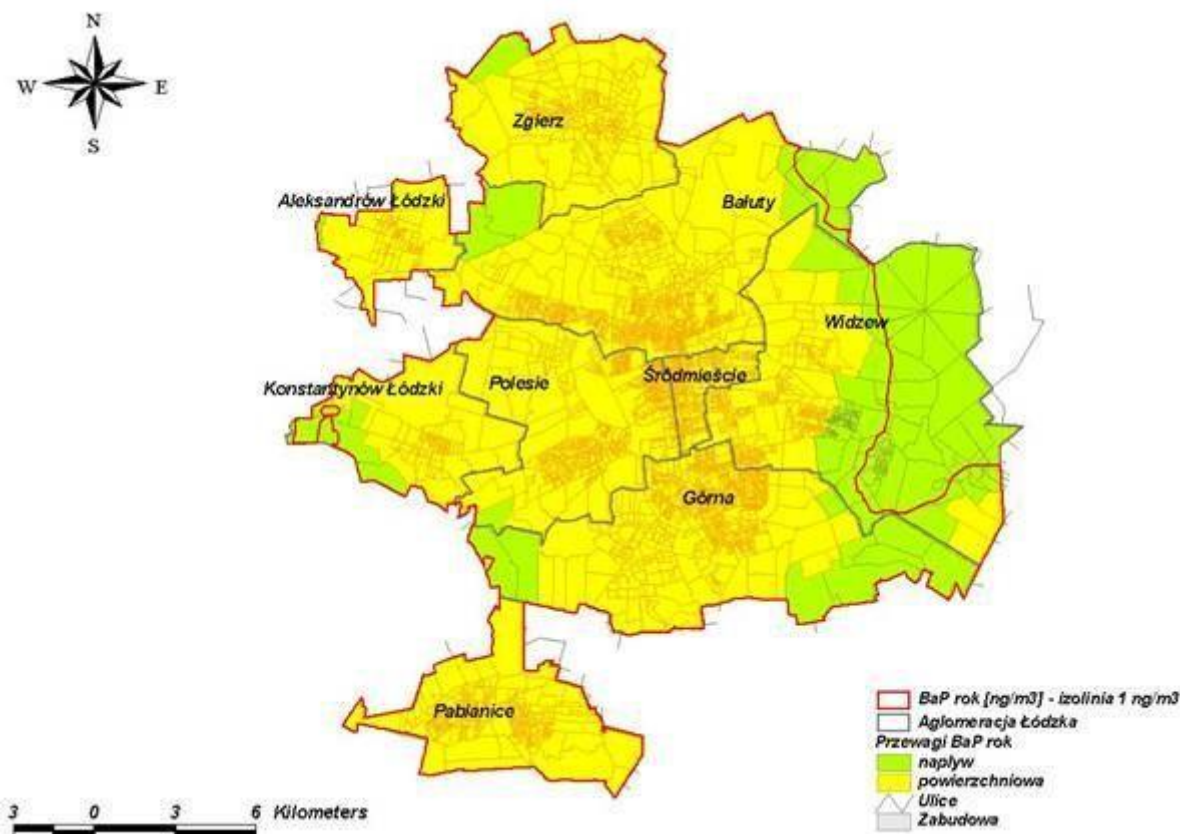 N
W E
S
Zgierz
Aleksandrów Łódzki
Bałuty
Widzew
Konstantynów Łódzki
Polesie
Śródmieście
Górna
Pabianice
BaP rok [ng/m3] - izolinia 1 ng/m3
Aglomeracja Łódzka
Przewagi BaP rok
napływ
powierzchniowa
Ulice
Zabudowa
3 0 3 6 Kilometers